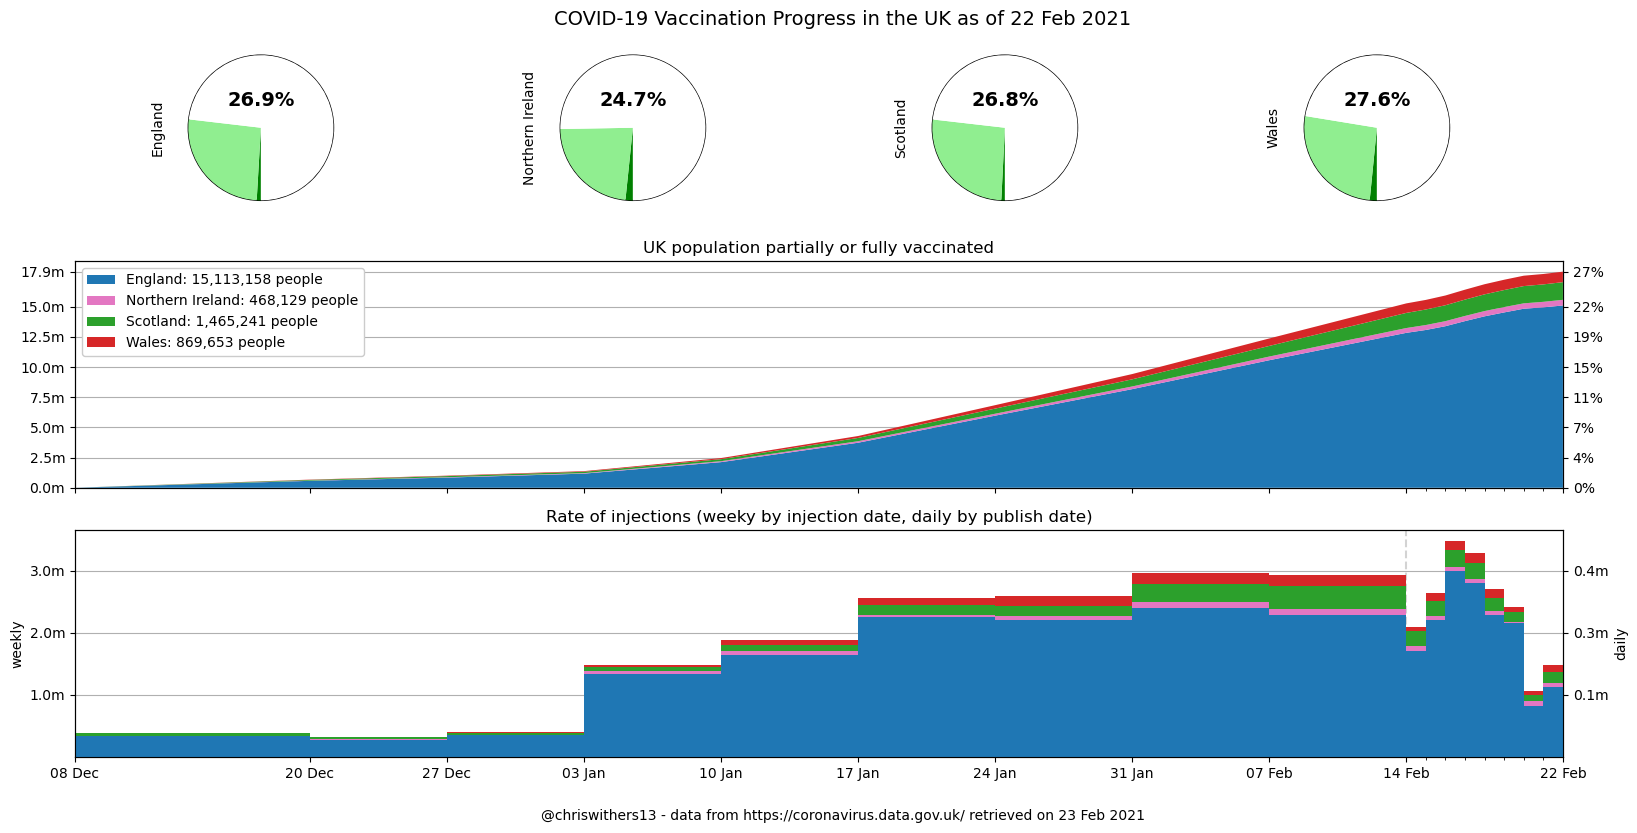 COVID-19 Vaccination Progress in the UK as of 22 Feb 2021
England
26.9%
Northern Ireland
24.7%
Scotland
26.8%
Wales
27.6%
UK population partially or fully vaccinated
17.9m
15.0m
12.5m
10.0m
7.5m
5.0m
2.5m
0.0m
England: 15,113,158 people
Northern Ireland: 468,129 people
Scotland: 1,465,241 people
Wales: 869,653 people
27%
22%
19%
15%
11%
7%
4%
0%
Rate of injections (weeky by injection date, daily by publish date)
weekly
3.0m
2.0m
1.0m
0.4m
0.3m
0.1m
daily
08 Dec
20 Dec
27 Dec
03 Jan
10 Jan
17 Jan
24 Jan
31 Jan
07 Feb
14 Feb
22 Feb
@chriswithers13 - data from https://coronavirus.data.gov.uk/ retrieved on 23 Feb 2021